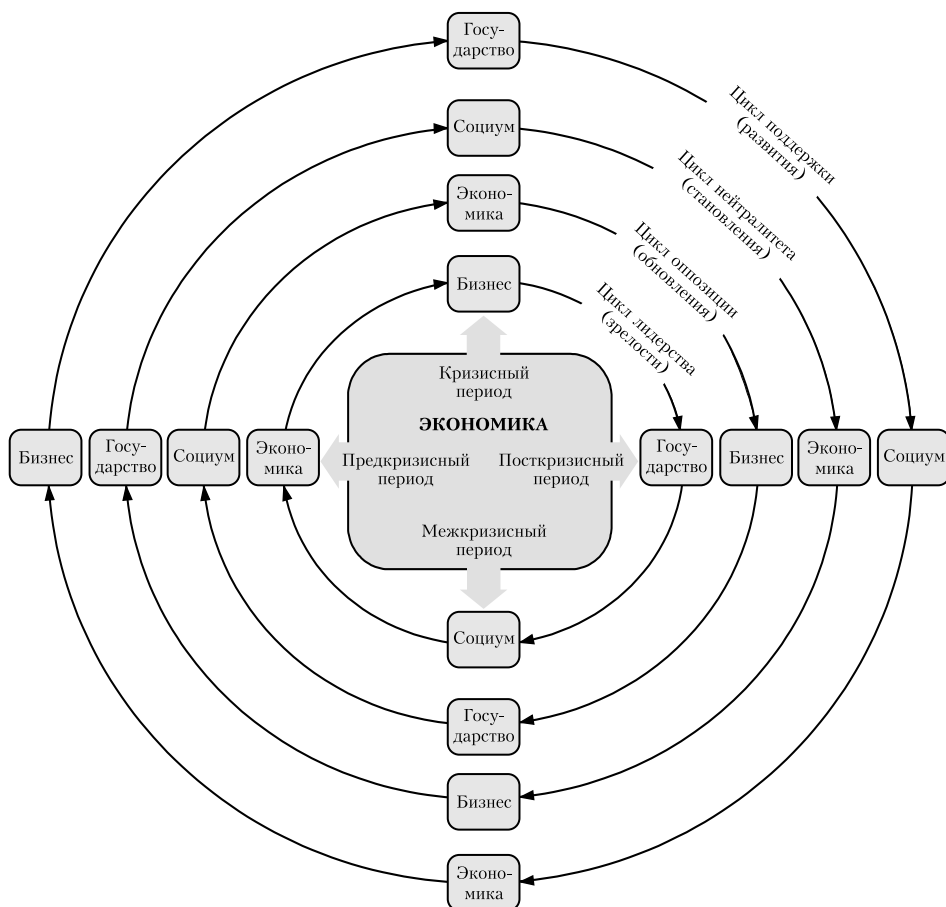 Госу-
дарство
Цикл поддержки
(развития)
Социум
Цикл нейтралитета
(становления)
Эконо-
мика
Цикл оппозиции
(обновления)
Бизнес
Цикл лидерства
(зрелости)
Кризисный
период
ЭКОНОМИКА
Бизнес
Госу-
дарство
Социум
Эконо-
мика
Предкризисный
период
Посткризисный
период
Госу-
дарство
Бизнес
Эконо-
мика
Социум
Межкризисный
период
Социум
Госу-
дарство
Бизнес
Эконо-
мика